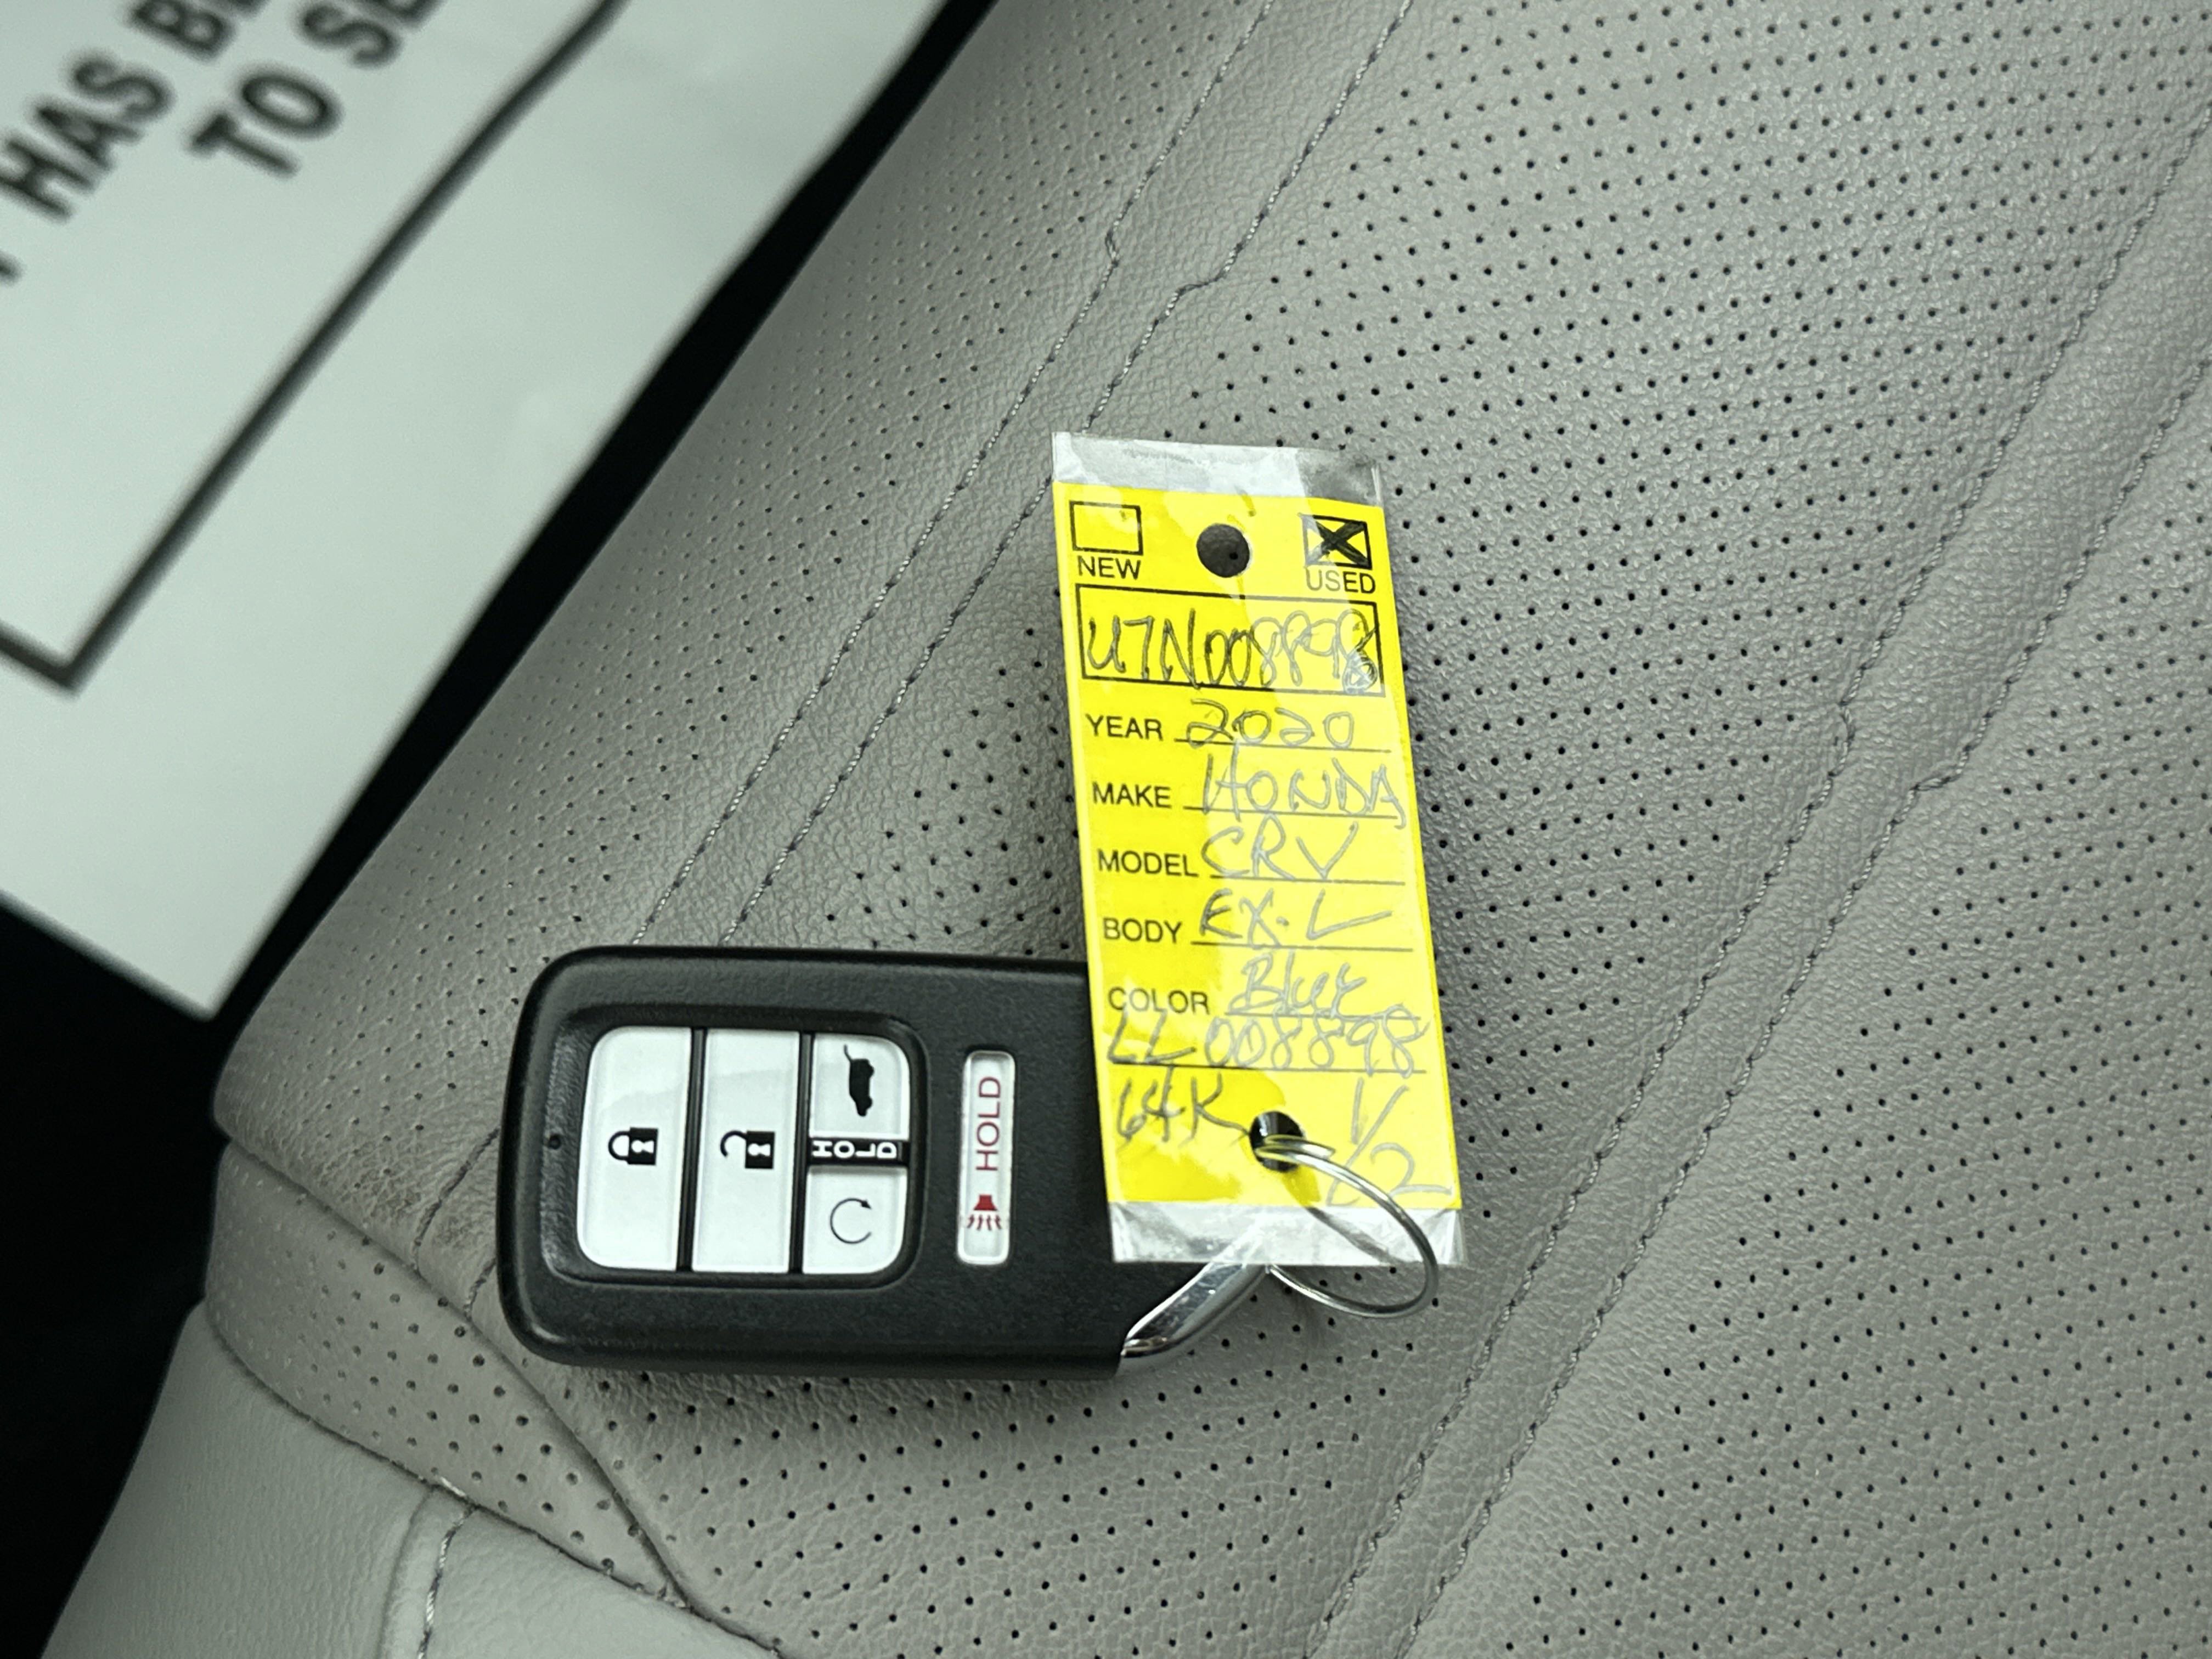 HAS BE
TO SE
NEW
USED
U7N008898
YEAR 2020
MAKE HONDA
MODEL CRV
BODY EX-L
COLOR Blue
LL008898
64K
1/2
HOLD
HOLD